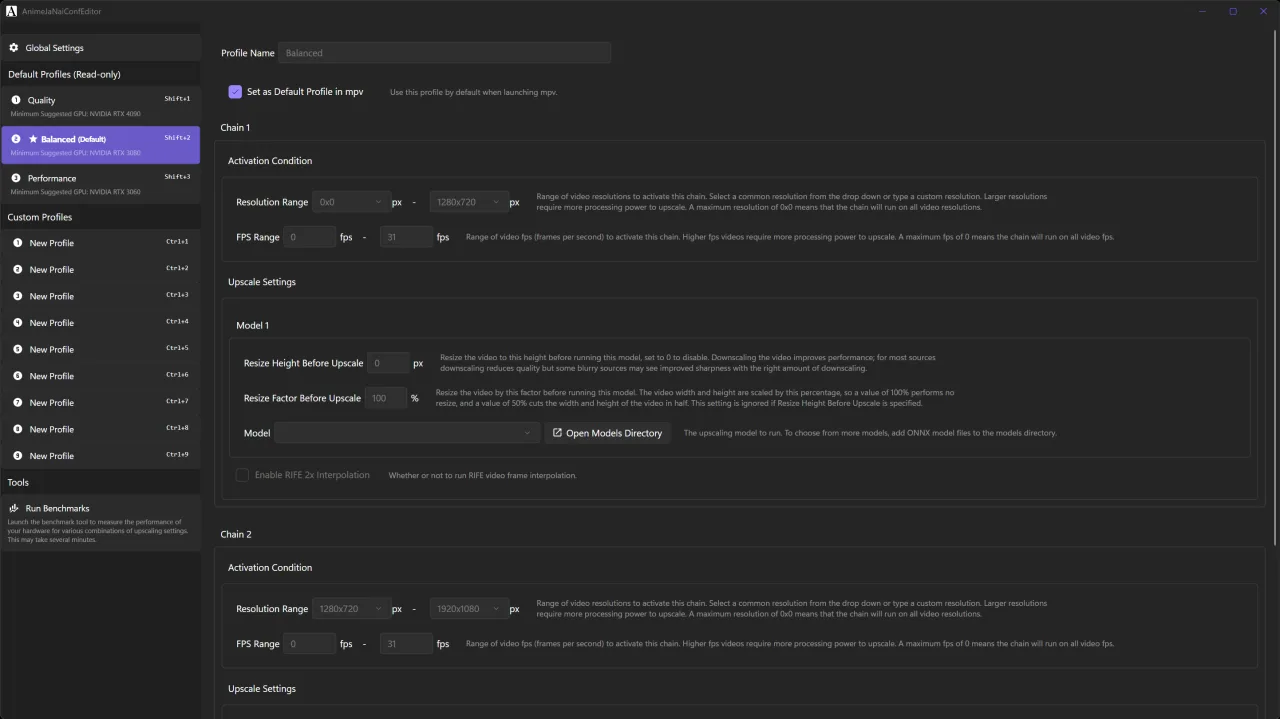 AnimeJaNaiConfEditor
Global Settings
Default Profiles (Read-only)
1 Quality Shift+1
Minimum Suggested GPU: NVIDIA RTX 4090
2 ★ Balanced (Default) Shift+2
Minimum Suggested GPU: NVIDIA RTX 3080
3 Performance Shift+3
Minimum Suggested GPU: NVIDIA RTX 3060
Custom Profiles
1 New Profile Ctrl+1
2 New Profile Ctrl+2
3 New Profile Ctrl+3
4 New Profile Ctrl+4
5 New Profile Ctrl+5
6 New Profile Ctrl+6
7 New Profile Ctrl+7
8 New Profile Ctrl+8
9 New Profile Ctrl+9
Tools
Run Benchmarks
Launch the benchmark tool to measure the performance of
your hardware for various combinations of upscaling settings.
This may take several minutes.
Profile Name Balanced
Set as Default Profile in mpv Use this profile by default when launching mpv.
Chain 1
Activation Condition
Resolution Range 0x0 px - 1280x720 px
Range of video resolutions to activate this chain. Select a common resolution from the drop down or type a custom resolution. Larger resolutions
require more processing power to upscale. A maximum resolution of 0x0 means that the chain will run on all video resolutions.
FPS Range 0 fps - 31 fps Range of video fps (frames per second) to activate this chain. Higher fps videos require more processing power to upscale. A maximum fps of 0 means the chain will run on all video fps.
Upscale Settings
Model 1
Resize Height Before Upscale 0 px
Resize the video to this height before running this model, set to 0 to disable. Downscaling the video improves performance; for most sources
downscaling reduces quality but some blurry sources may see improved sharpness with the right amount of downscaling.
Resize Factor Before Upscale 100 %
Resize the video by this factor before running this model. The video width and height are scaled by this percentage, so a value of 100% performs no
resize, and a value of 50% cuts the width and height of the video in half. This setting is ignored if Resize Height Before Upscale is specified.
Model Open Models Directory The upscaling model to run. To choose from more models, add ONNX model files to the models directory.
Enable RIFE 2x Interpolation Whether or not to run RIFE video frame interpolation.
Chain 2
Activation Condition
Resolution Range 1280x720 px - 1920x1080 px
Range of video resolutions to activate this chain. Select a common resolution from the drop down or type a custom resolution. Larger resolutions
require more processing power to upscale. A maximum resolution of 0x0 means that the chain will run on all video resolutions.
FPS Range 0 fps - 31 fps Range of video fps (frames per second) to activate this chain. Higher fps videos require more processing power to upscale. A maximum fps of 0 means the chain will run on all video fps.
Upscale Settings